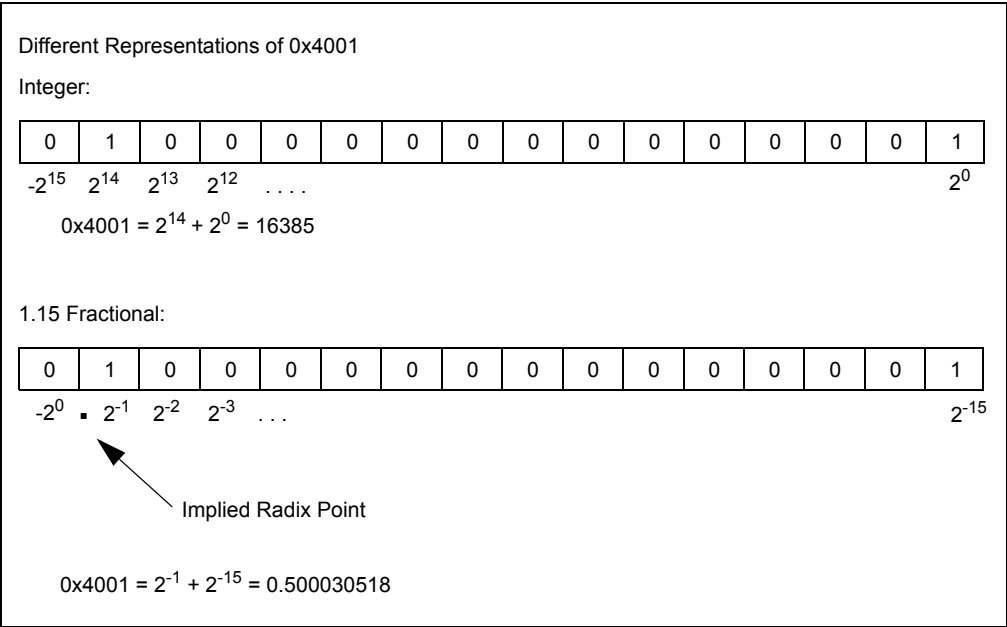 Different Representations of 0x4001
Integer:
0 1 0 0 0 0 0 0 0 0 0 0 0 0 0 1
-2^15 2^14 2^13 2^12 . . . . 2^0
0x4001 = 2^14 + 2^0 = 16385
1.15 Fractional:
0 1 0 0 0 0 0 0 0 0 0 0 0 0 0 1
-2^0 . 2^-1 2^-2 2^-3 . . . 2^-15
Implied Radix Point
0x4001 = 2^-1 + 2^-15 = 0.500030518